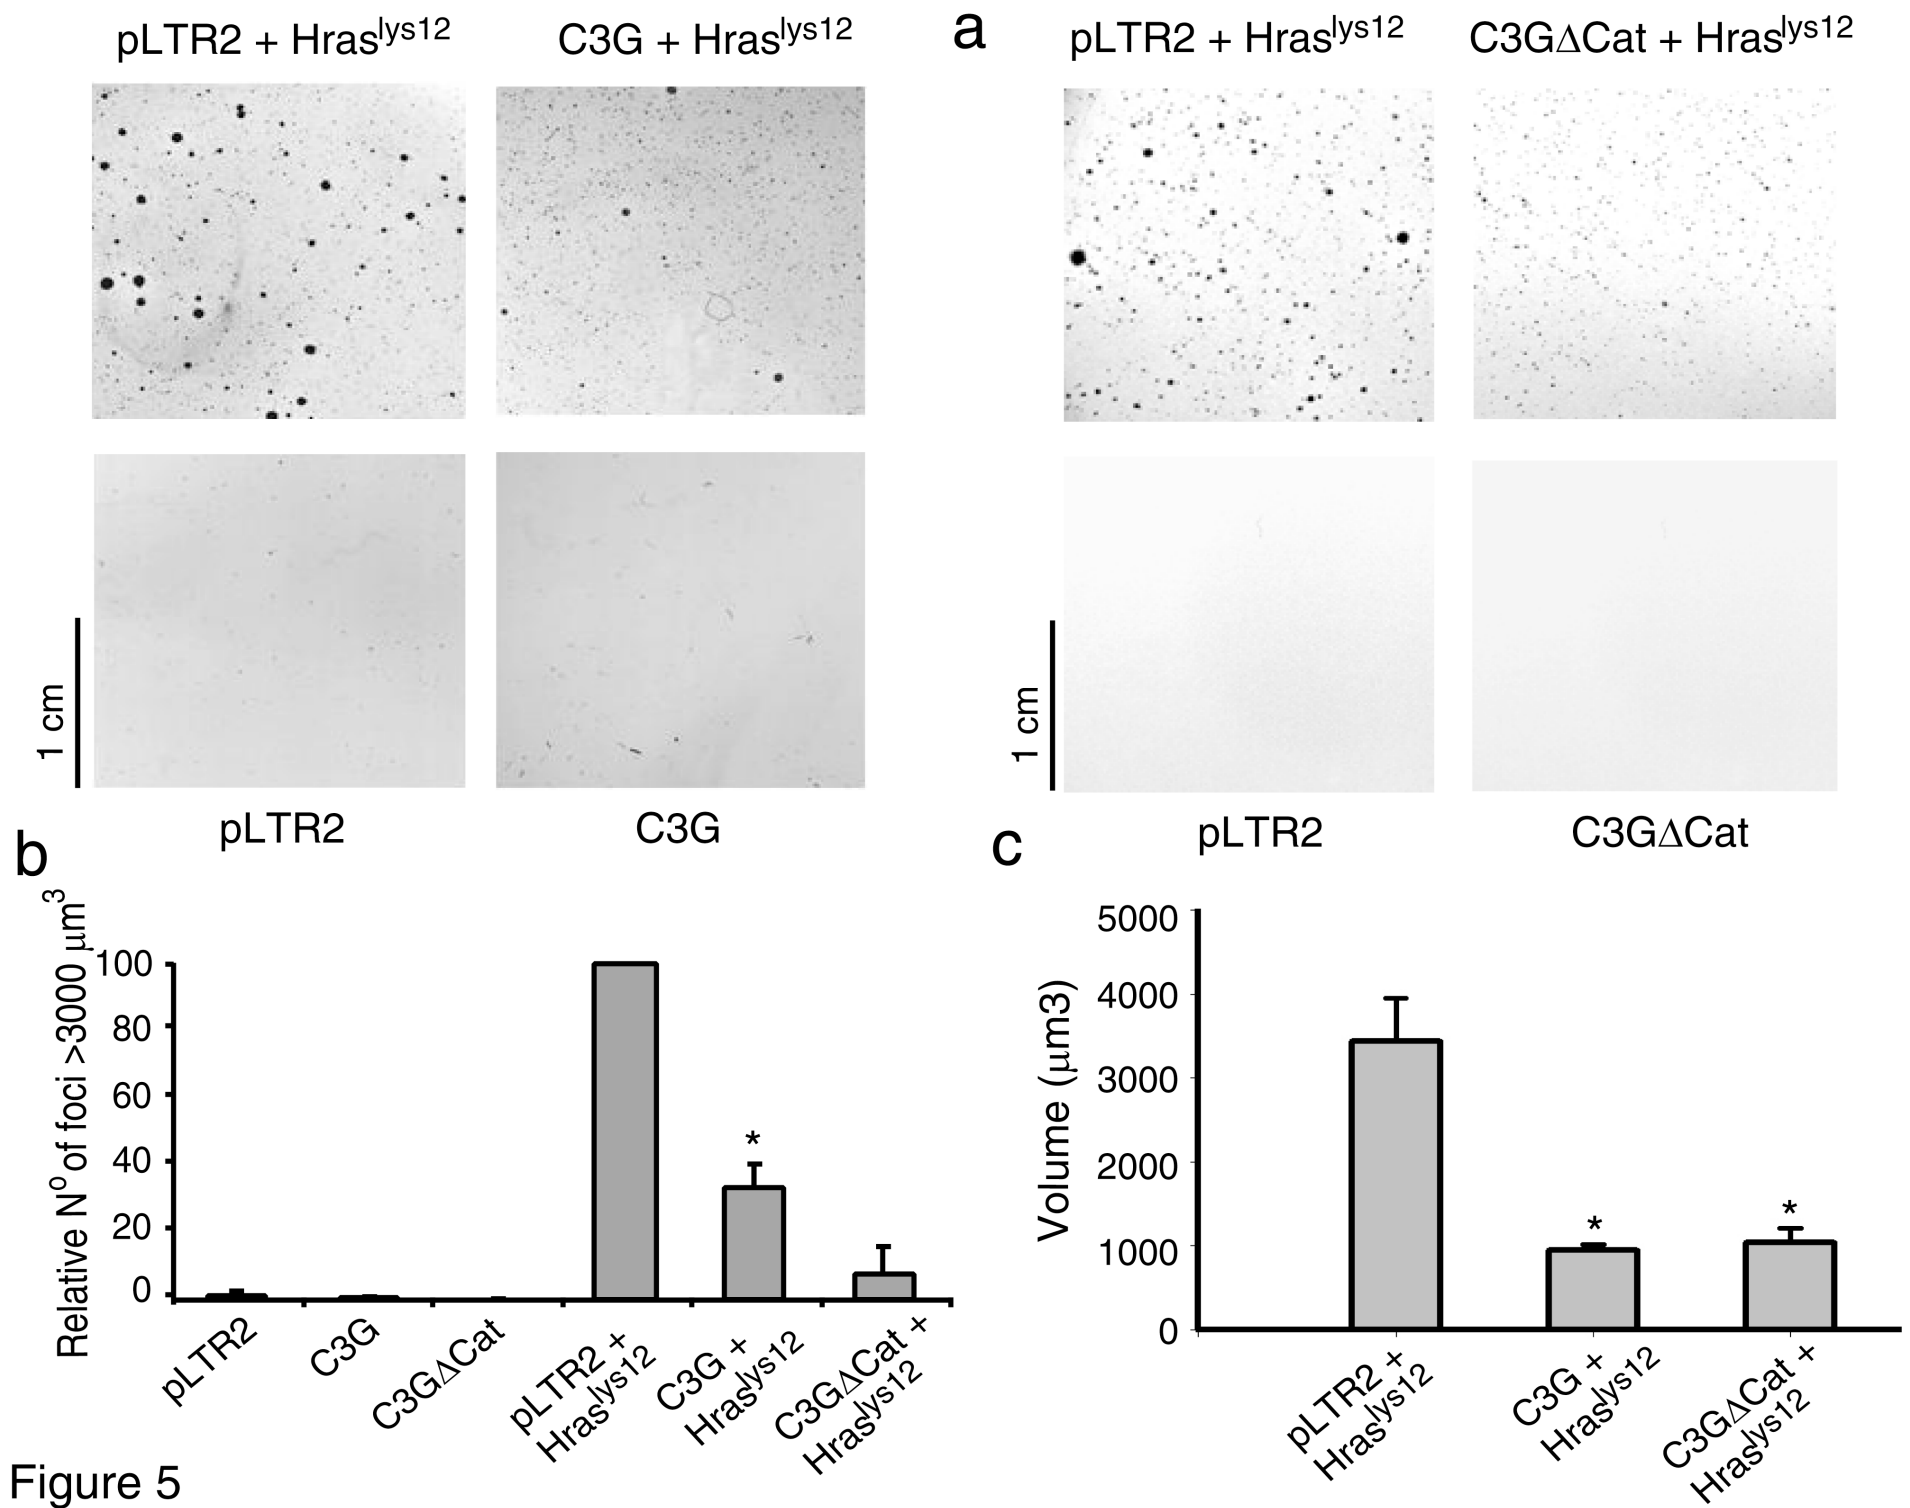 pLTR2 + Hraslys12
C3G + Hraslys12
a
pLTR2 + Hraslys12
C3GΔCat + Hraslys12
1 cm
1 cm
pLTR2
C3G
pLTR2
C3GΔCat
b
Relative Nº of foci >3000 μm3
100
80
60
40
20
0
*
pLTR2
C3G
C3GΔCat
pLTR2 +
Hraslys12
C3G +
Hraslys12
C3GΔCat +
Hraslys12
c
Volume (μm3)
5000
4000
3000
2000
1000
0
*
*
pLTR2 +
Hraslys12
C3G +
Hraslys12
C3GΔCat +
Hraslys12
Figure 5